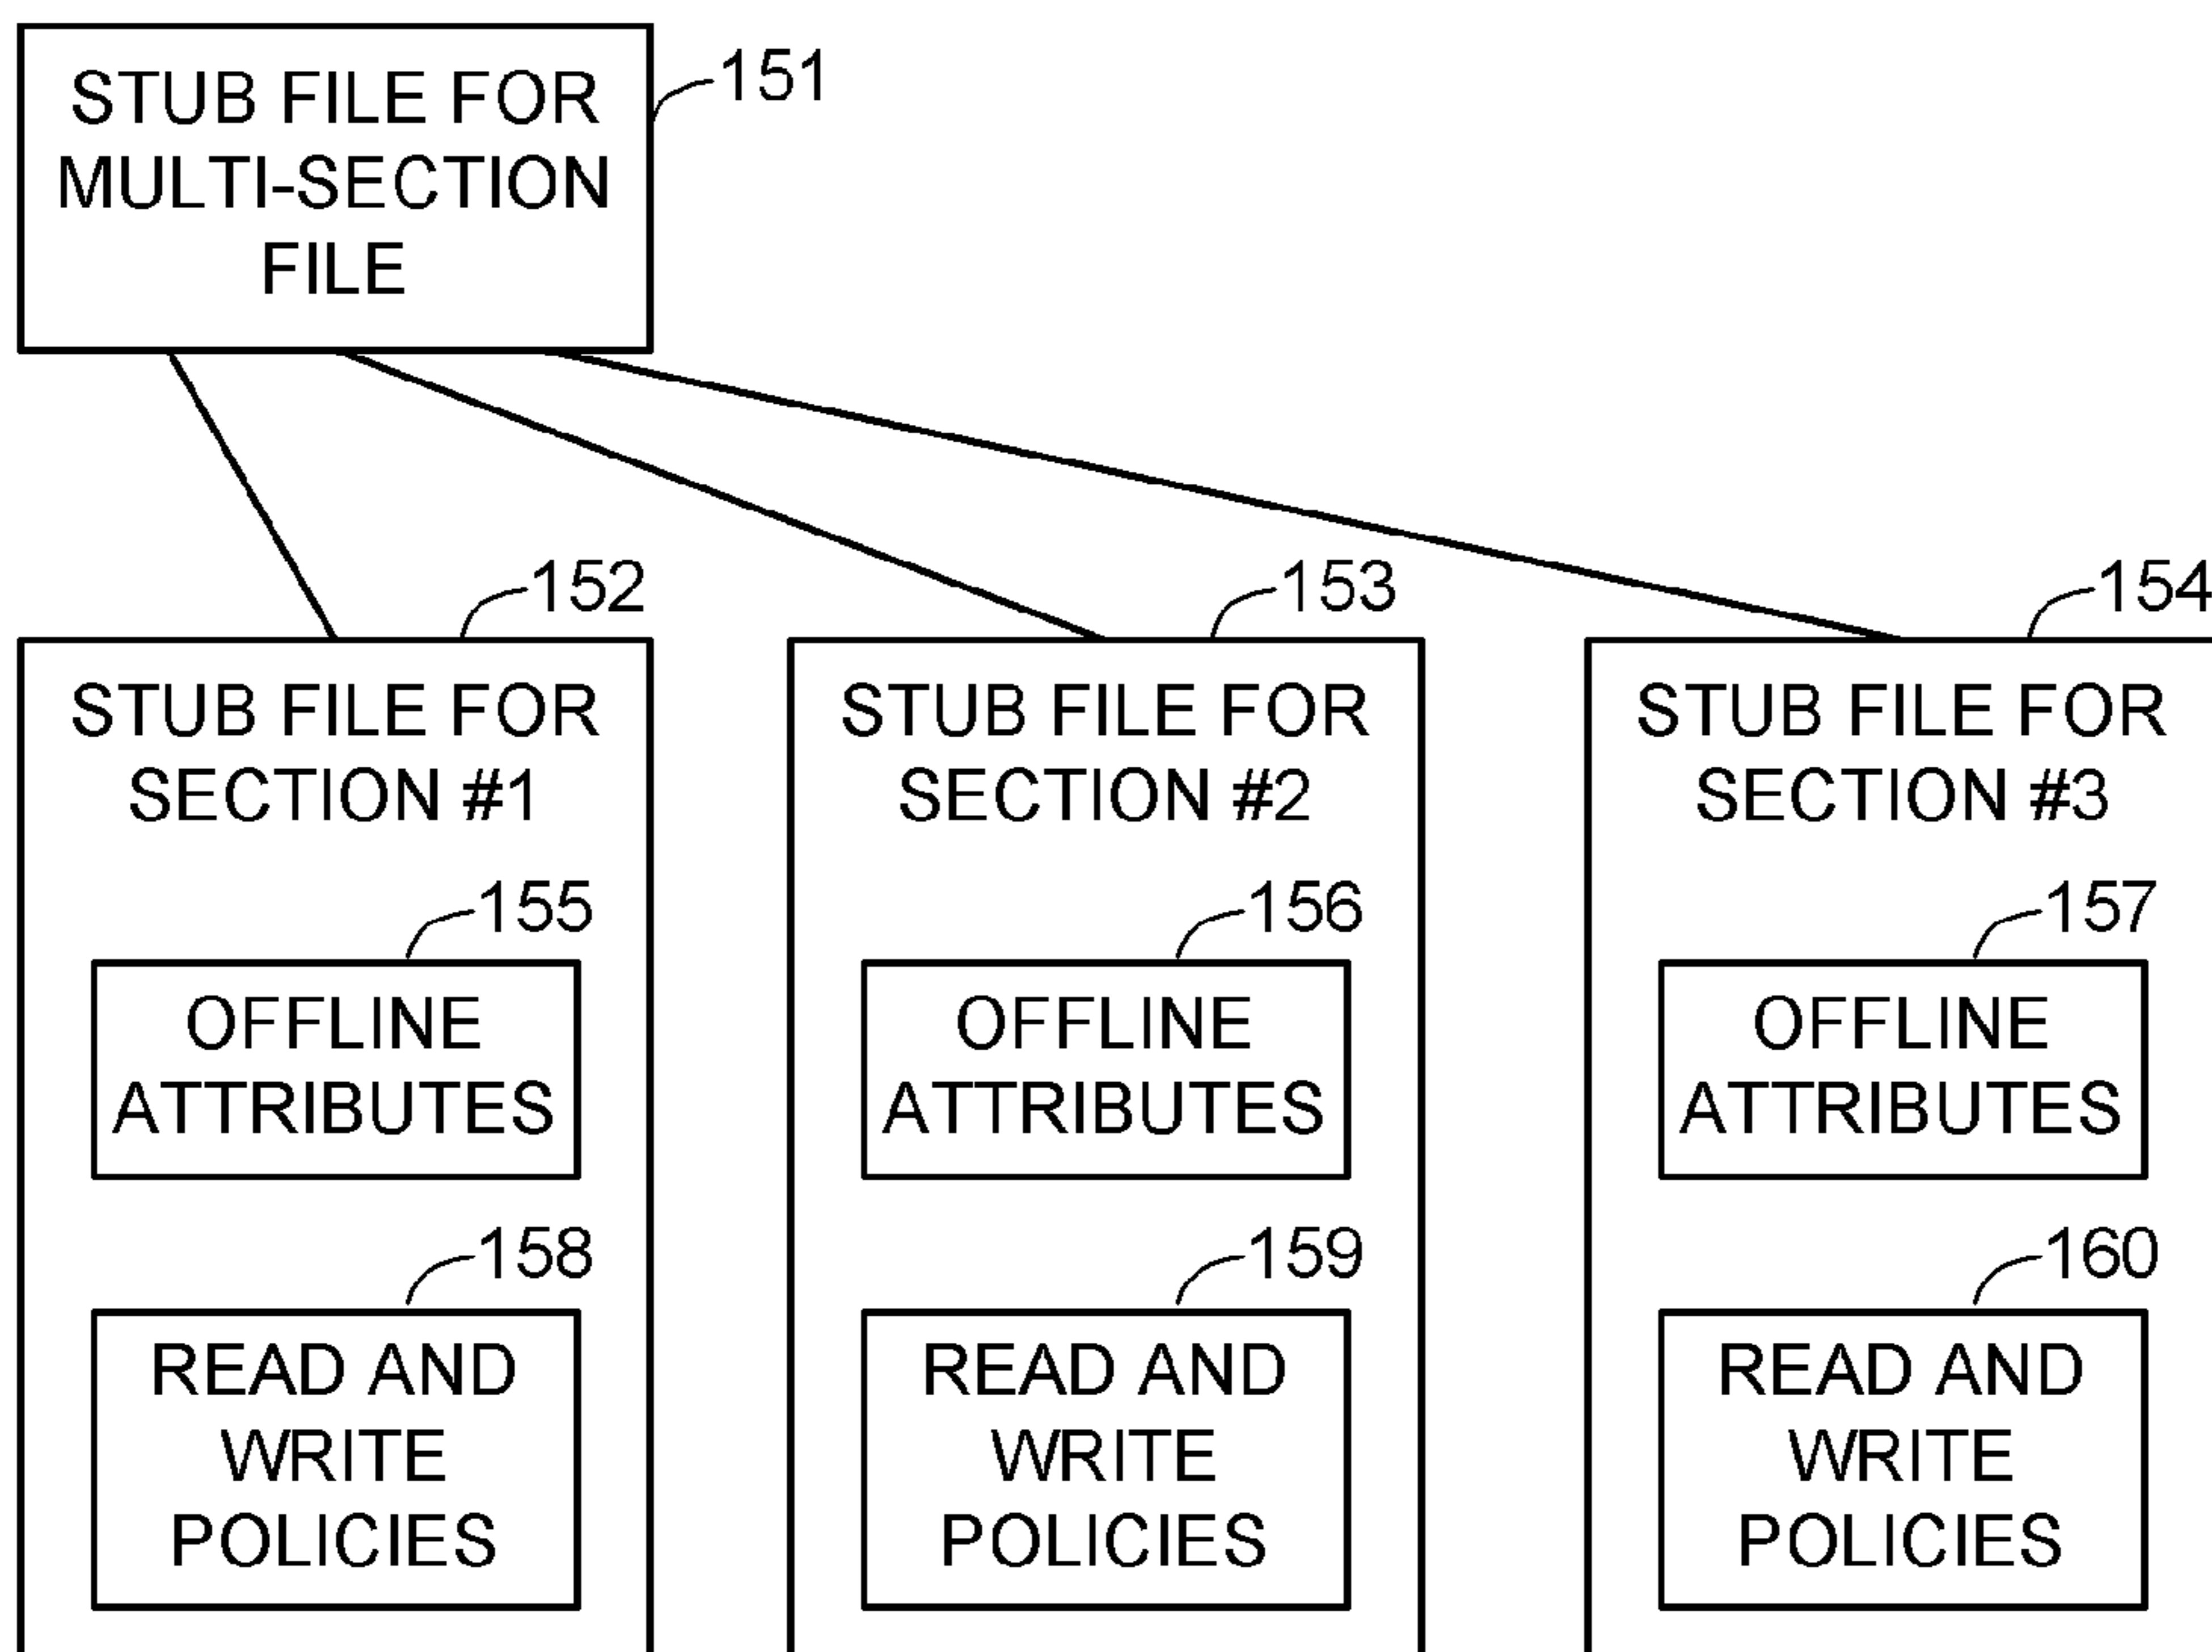 STUB FILE FOR
MULTI-SECTION
FILE
151
152
153
154
STUB FILE FOR
SECTION #1
STUB FILE FOR
SECTION #2
STUB FILE FOR
SECTION #3
155
156
157
OFFLINE
ATTRIBUTES
OFFLINE
ATTRIBUTES
OFFLINE
ATTRIBUTES
158
159
160
READ AND
WRITE
POLICIES
READ AND
WRITE
POLICIES
READ AND
WRITE
POLICIES